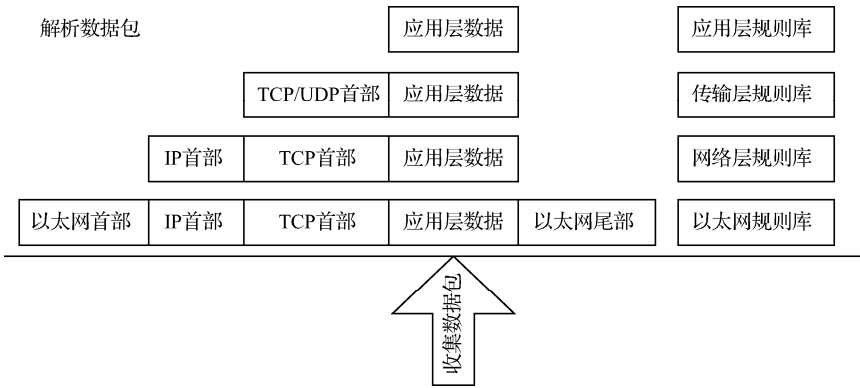 解析数据包 应用层数据 应用层规则库
TCP/UDP首部 应用层数据 传输层规则库
IP首部 TCP首部 应用层数据 网络层规则库
以太网首部 IP首部 TCP首部 应用层数据 以太网尾部 以太网规则库
收集数据包